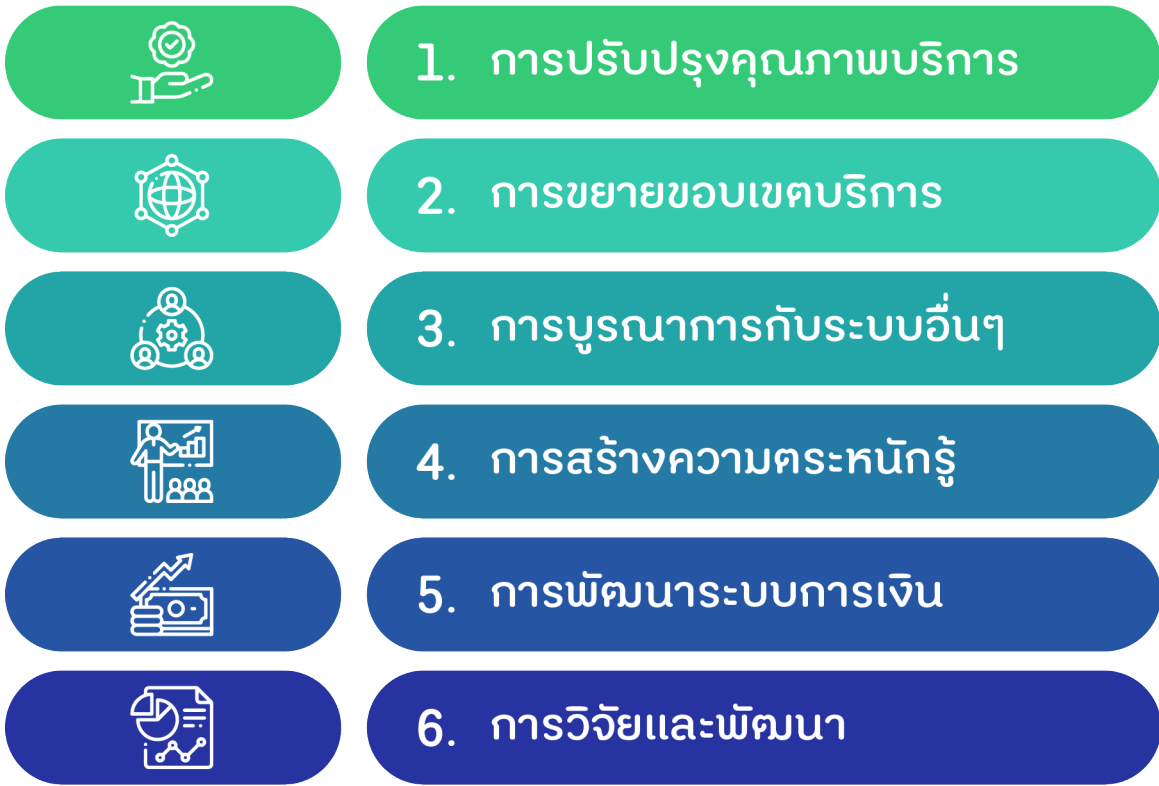 1. การปรับปรุงคุณภาพบริการ
2. การขยายขอบเขตบริการ
3. การบูรณาการกับระบบอื่นๆ
4. การสร้างความตระหนักรู้
5. การพัฒนาระบบการเงิน
6. การวิจัยและพัฒนา